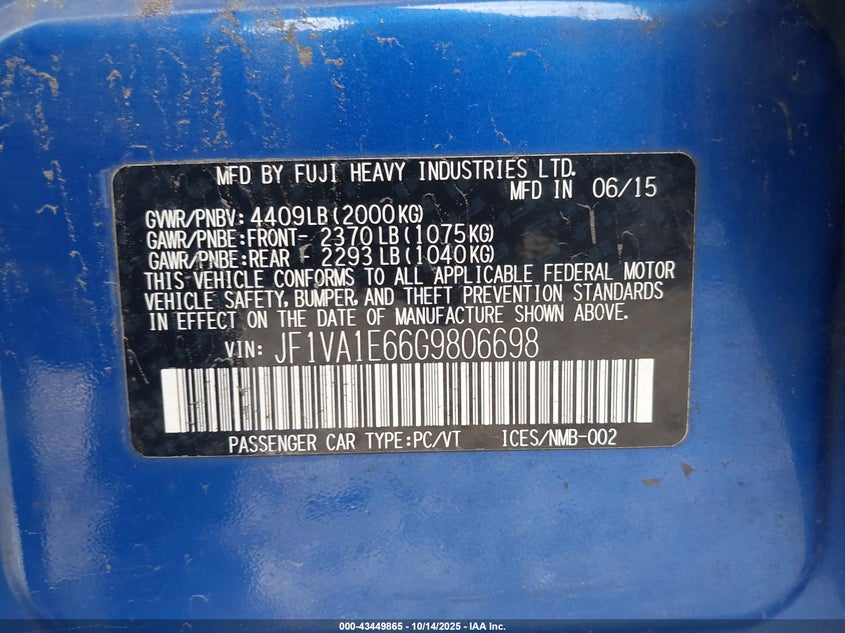 MFD BY FUJI HEAVY INDUSTRIES LTD.
MFD IN 06/15
GVWR/PNBV: 4409LB(2000KG)
GAWR/PNBE:FRONT- 2370LB(1075KG)
GAWR/PNBE:REAR - 2293LB(1040KG)
THIS VEHICLE CONFORMS TO ALL APPLICABLE FEDERAL MOTOR
VEHICLE SAFETY, BUMPER, AND THEFT PREVENTION STANDARDS
IN EFFECT ON THE DATE OF MANUFACTURE SHOWN ABOVE.
VIN: JF1VA1E66G9806698
PASSENGER CAR TYPE:PC/VT ICES/NMB-002
000-43449865 - 10/14/2025 - IAA Inc.